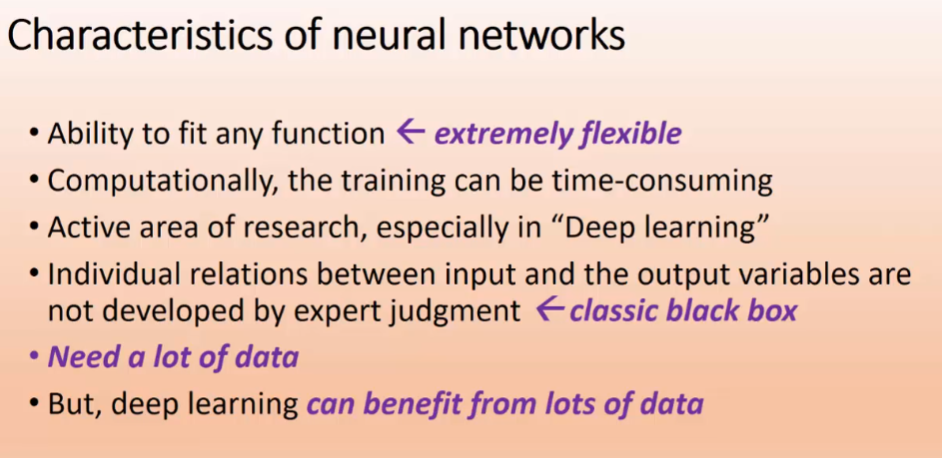 Characteristics of neural networks
• Ability to fit any function ← extremely flexible
• Computationally, the training can be time-consuming
• Active area of research, especially in “Deep learning”
• Individual relations between input and the output variables are
not developed by expert judgment ← classic black box
• Need a lot of data
• But, deep learning can benefit from lots of data